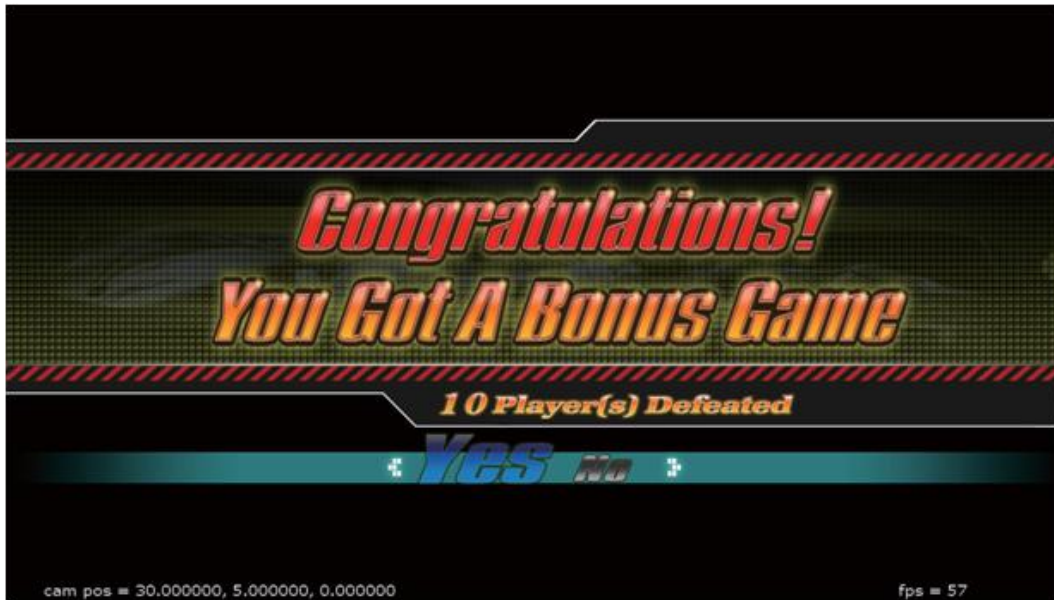 Congratulations!
You Got A Bonus Game
10 Player(s) Defeated
Yes No
cam pos = 30.000000, 5.000000, 0.000000 fps = 57